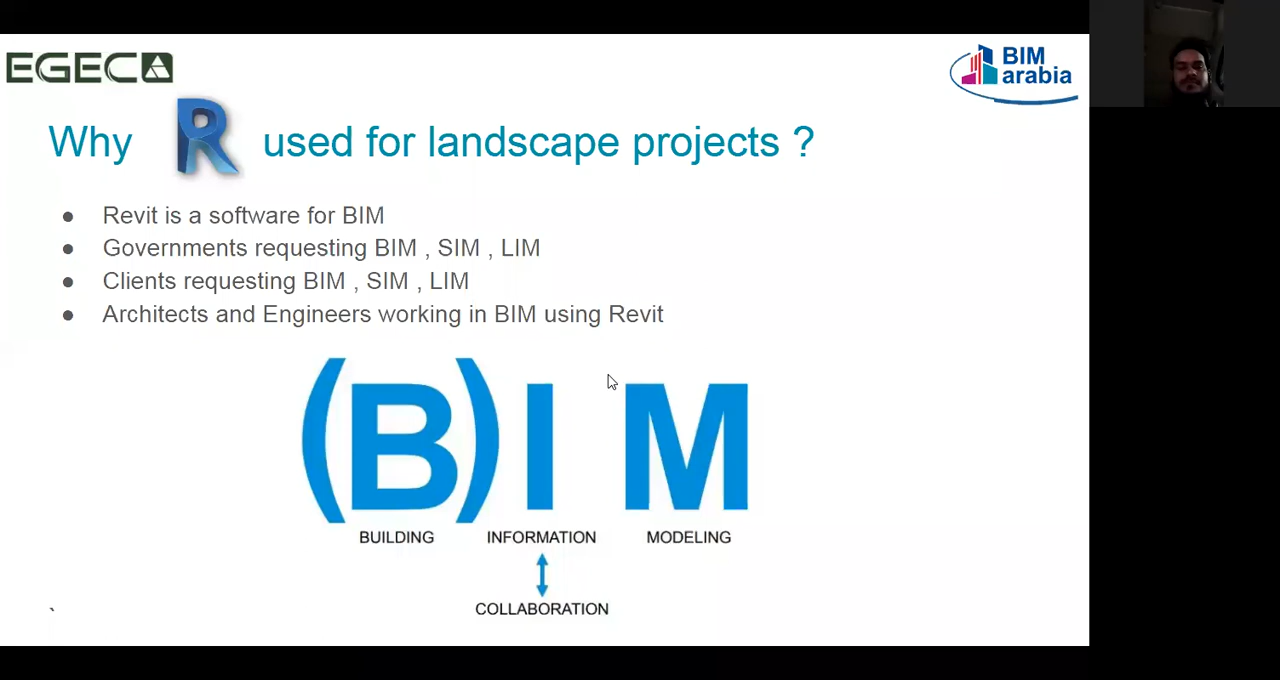 EGEC
BIM
arabia
Why R used for landscape projects ?
● Revit is a software for BIM
● Governments requesting BIM , SIM , LIM
● Clients requesting BIM , SIM , LIM
● Architects and Engineers working in BIM using Revit
(B) I M
BUILDING INFORMATION MODELING
COLLABORATION
`